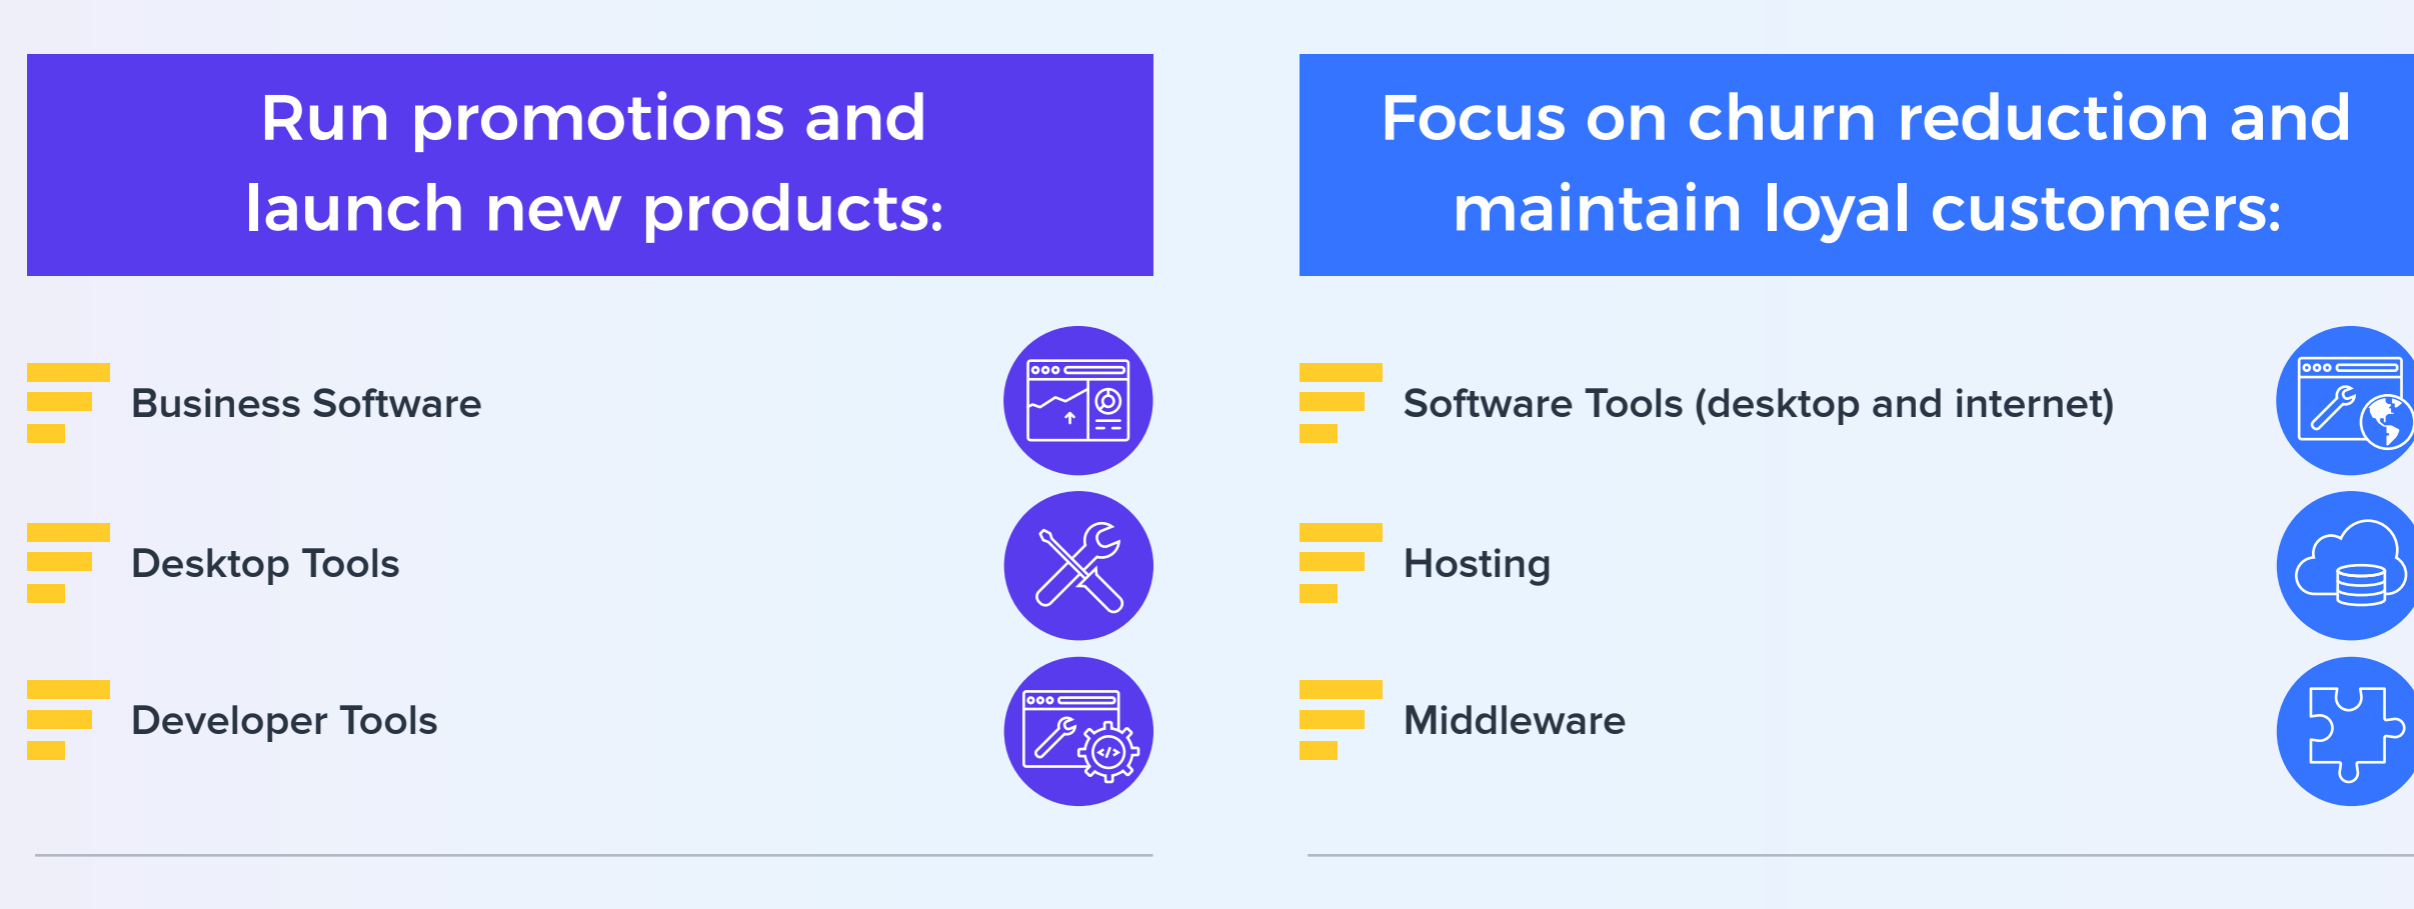 Run promotions and
launch new products:
Business Software
Desktop Tools
Developer Tools
Focus on churn reduction and
maintain loyal customers:
Software Tools (desktop and internet)
Hosting
Middleware